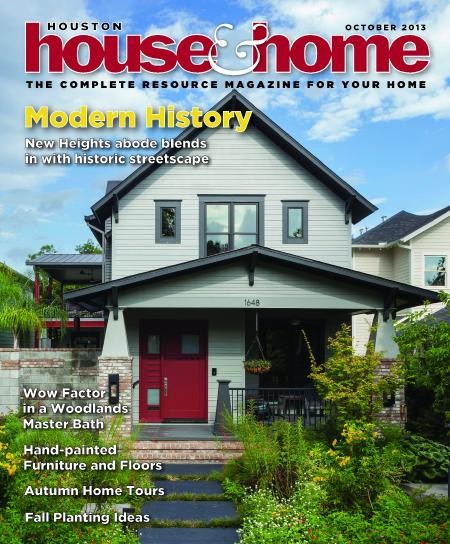 HOUSTON
OCTOBER 2013
house&home
THE COMPLETE RESOURCE MAGAZINE FOR YOUR HOME
Modern History
New Heights abode blends
in with historic streetscape
1648
Wow Factor
in a Woodlands
Master Bath
Hand-painted
Furniture and Floors
Autumn Home Tours
Fall Planting Ideas